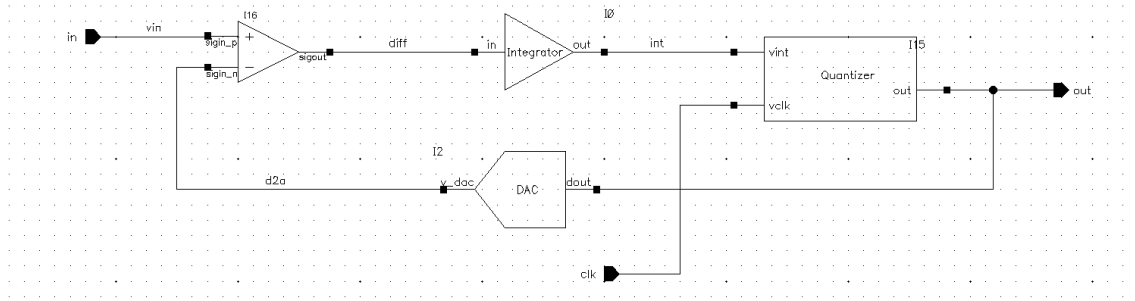 I16
I0
in
vin
sigin_p
+
sigout
diff
in
Integrator
out
int
I15
vint
Quantizer
sigin_n
−
out
out
vclk
I2
d2a
v_dac
DAC
dout
clk